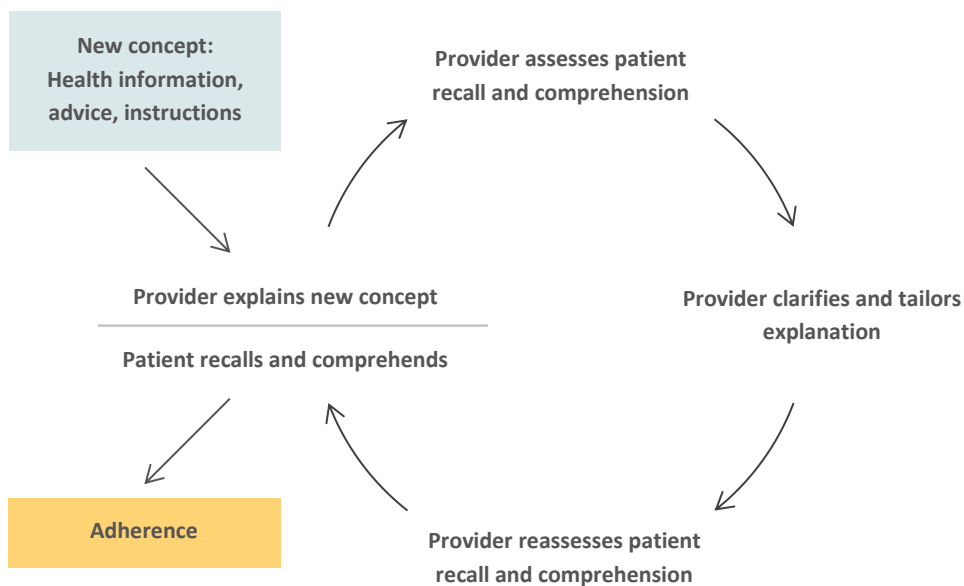 New concept:
Health information,
advice, instructions
Provider assesses patient
recall and comprehension
Provider explains new concept
Patient recalls and comprehends
Provider clarifies and tailors
explanation
Adherence
Provider reassesses patient
recall and comprehension